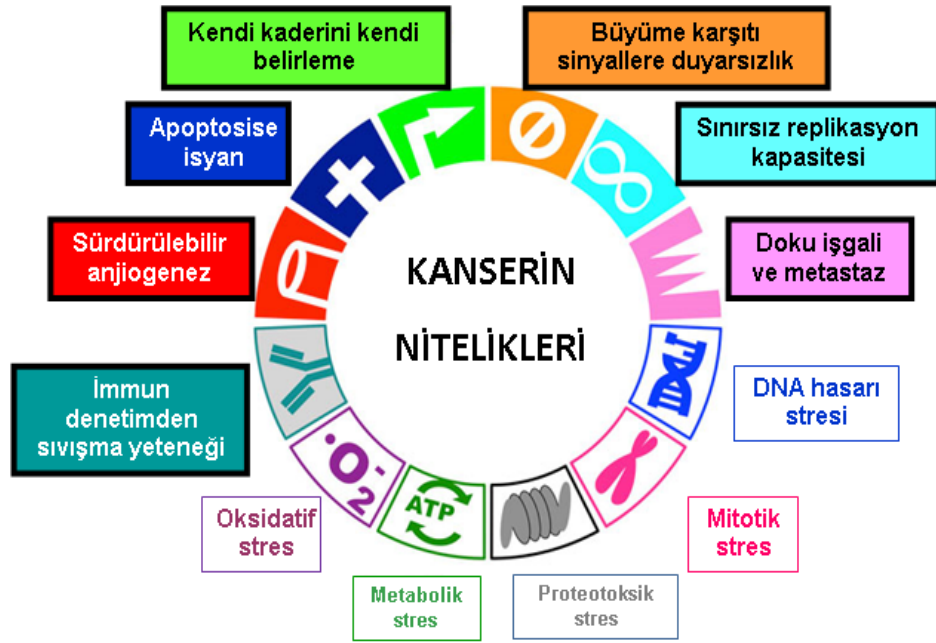 Kendi kaderini kendi
belirleme
Büyüme karşıtı
sinyallere duyarsızlık
Apoptosise
isyan
Sınırsız replikasyon
kapasitesi
Sürdürülebilir
anjiogenez
Doku işgali
ve metastaz
KANSERİN
NİTELİKLERİ
İmmun
denetimden
sıvışma yeteneği
DNA hasarı
stresi
Oksidatif
stres
Mitotik
stres
Metabolik
stres
Proteotoksik
stres
•O2-
ATP